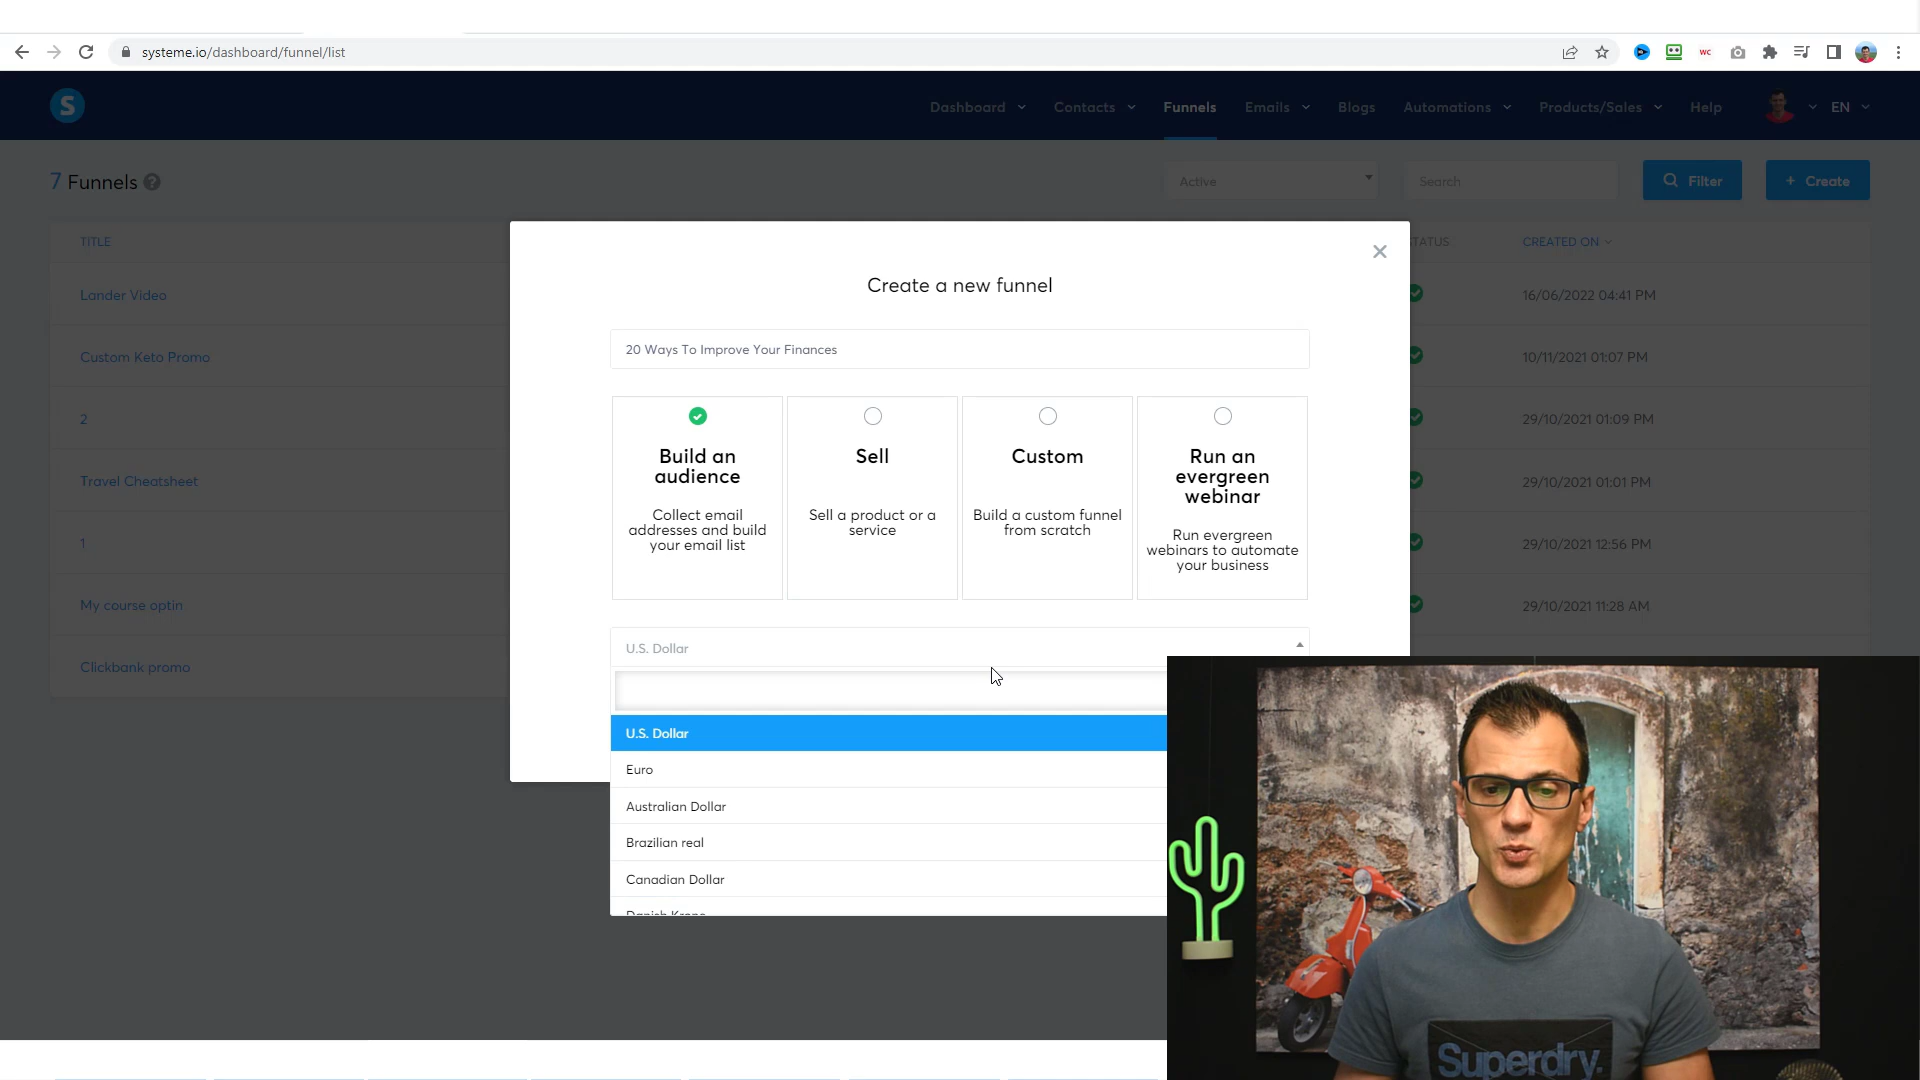 systeme.io/dashboard/funnel/list
WC
S
Dashboard
Contacts
Funnels
Emails
Blogs
Automations
Products/Sales
Help
EN
7 Funnels ?
Active
Search
Filter
+ Create
TITLE
TATUS
CREATED ON
Lander Video
16/06/2022 04:41 PM
Custom Keto Promo
10/11/2021 01:07 PM
2
29/10/2021 01:09 PM
Travel Cheatsheet
29/10/2021 01:01 PM
1
29/10/2021 12:56 PM
My course optin
29/10/2021 11:28 AM
Clickbank promo
Create a new funnel
20 Ways To Improve Your Finances
Build an
audience
Collect email
addresses and build
your email list
Sell
Sell a product or a
service
Custom
Build a custom funnel
from scratch
Run an
evergreen
webinar
Run evergreen
webinars to automate
your business
U.S. Dollar
U.S. Dollar
Euro
Australian Dollar
Brazilian real
Canadian Dollar
Danish Krone
Superdry.